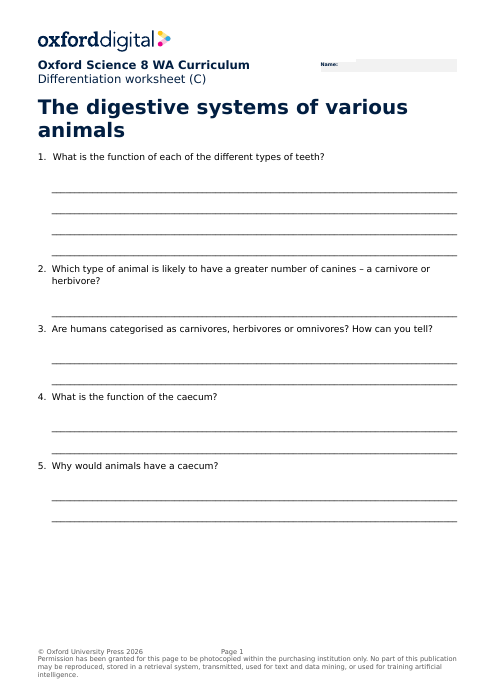 oxforddigital
Oxford Science 8 WA Curriculum
Name:
Differentiation worksheet (C)
The digestive systems of various
animals
1. What is the function of each of the different types of teeth?
2. Which type of animal is likely to have a greater number of canines – a carnivore or
herbivore?
3. Are humans categorised as carnivores, herbivores or omnivores? How can you tell?
4. What is the function of the caecum?
5. Why would animals have a caecum?
© Oxford University Press 2026 Page 1
Permission has been granted for this page to be photocopied within the purchasing institution only. No part of this publication
may be reproduced, stored in a retrieval system, transmitted, used for text and data mining, or used for training artificial
intelligence.